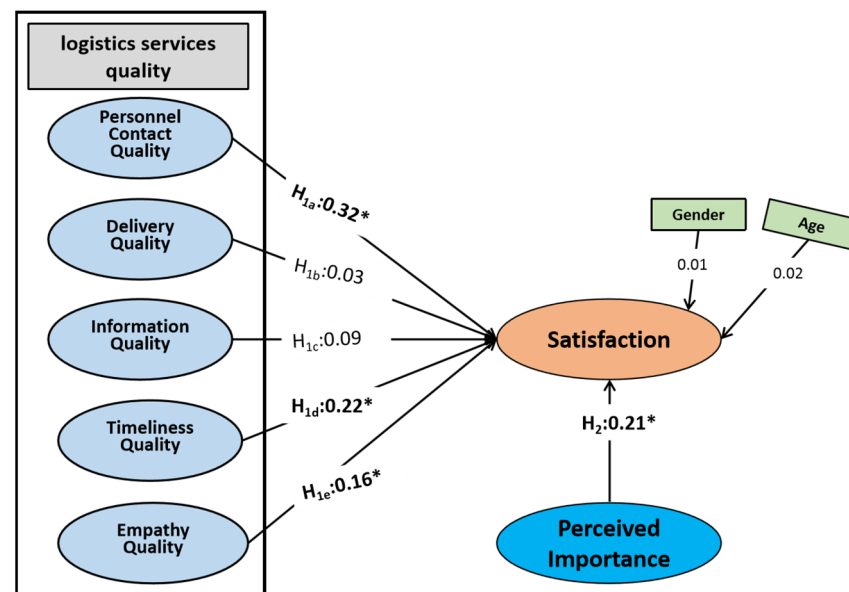 logistics services
quality
Personnel
Contact
Quality
H1a:0.32*
Delivery
Quality
H1b:0.03
Information
Quality
H1c:0.09
Timeliness
Quality
H1d:0.22*
Empathy
Quality
H1e:0.16*
Gender
Age
0.01
0.02
Satisfaction
H2:0.21*
Perceived
Importance